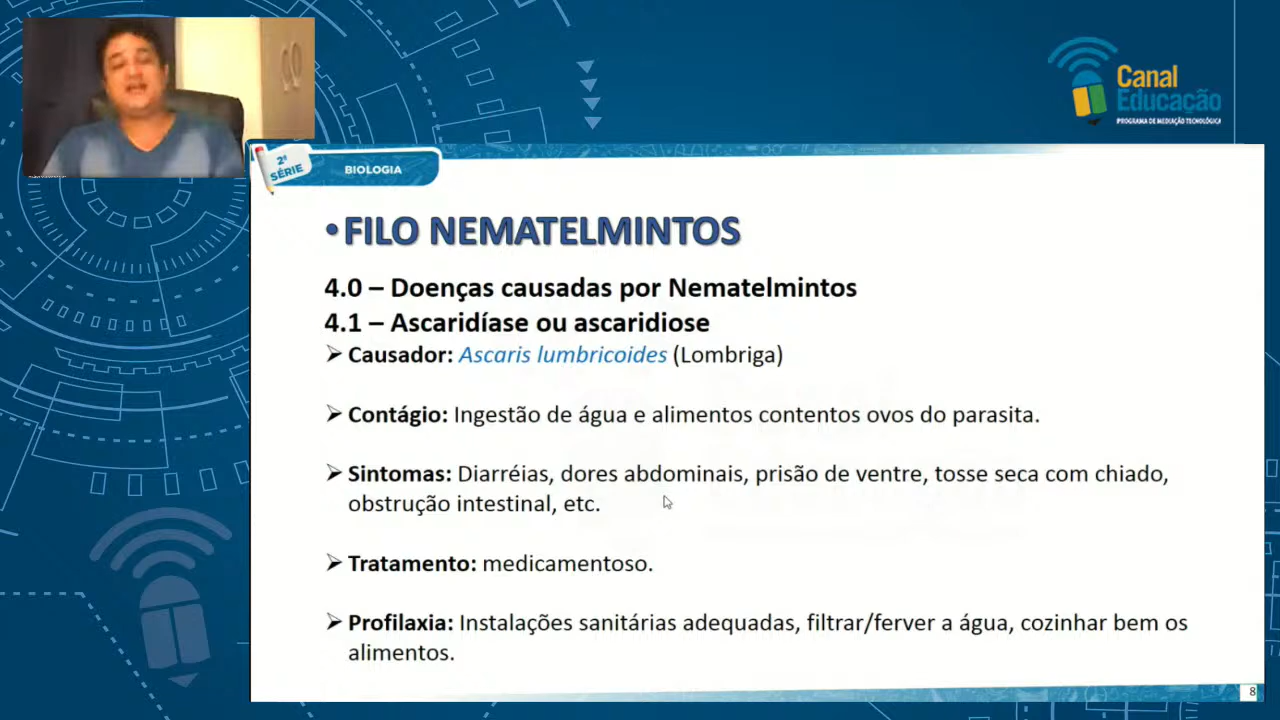 Canal
Educação
PROGRAMA DE MEDIAÇÃO TECNOLÓGICA
2ª
SÉRIE
BIOLOGIA
•FILO NEMATELMINTOS
4.0 – Doenças causadas por Nematelmintos
4.1 – Ascaridíase ou ascaridiose
➢ Causador: Ascaris lumbricoides (Lombriga)
➢ Contágio: Ingestão de água e alimentos contentos ovos do parasita.
➢ Sintomas: Diarréias, dores abdominais, prisão de ventre, tosse seca com chiado,
obstrução intestinal, etc.
➢ Tratamento: medicamentoso.
➢ Profilaxia: Instalações sanitárias adequadas, filtrar/ferver a água, cozinhar bem os
alimentos.
8